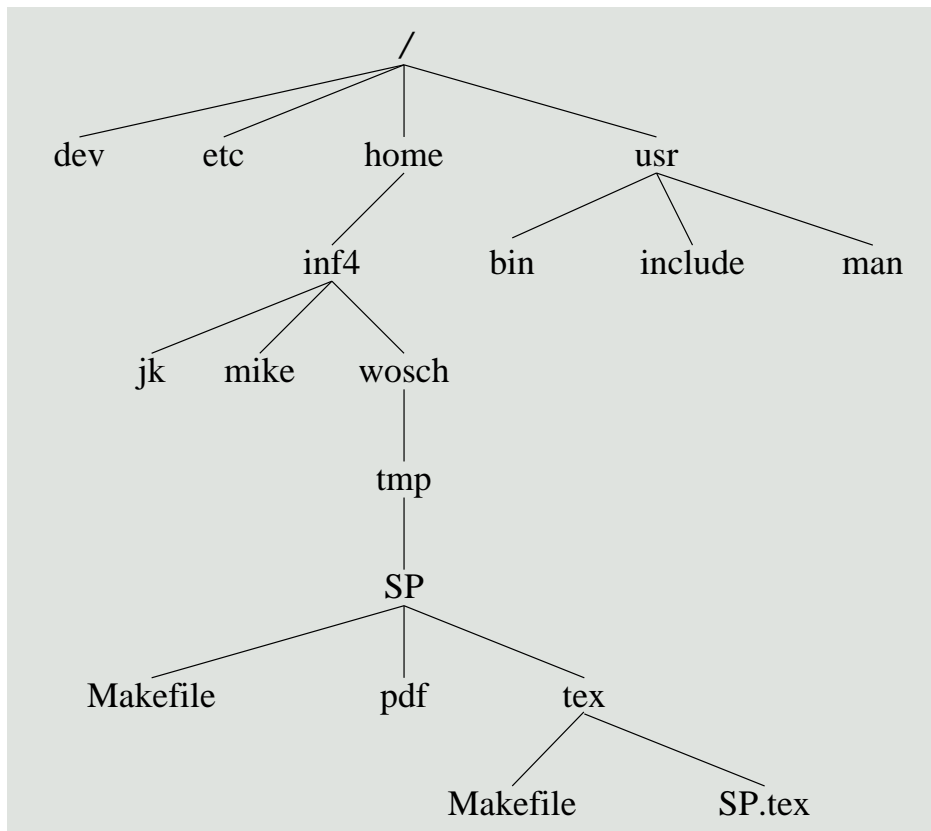 /
dev etc home usr
inf4 bin include man
jk mike wosch
tmp
SP
Makefile pdf tex
Makefile SP.tex